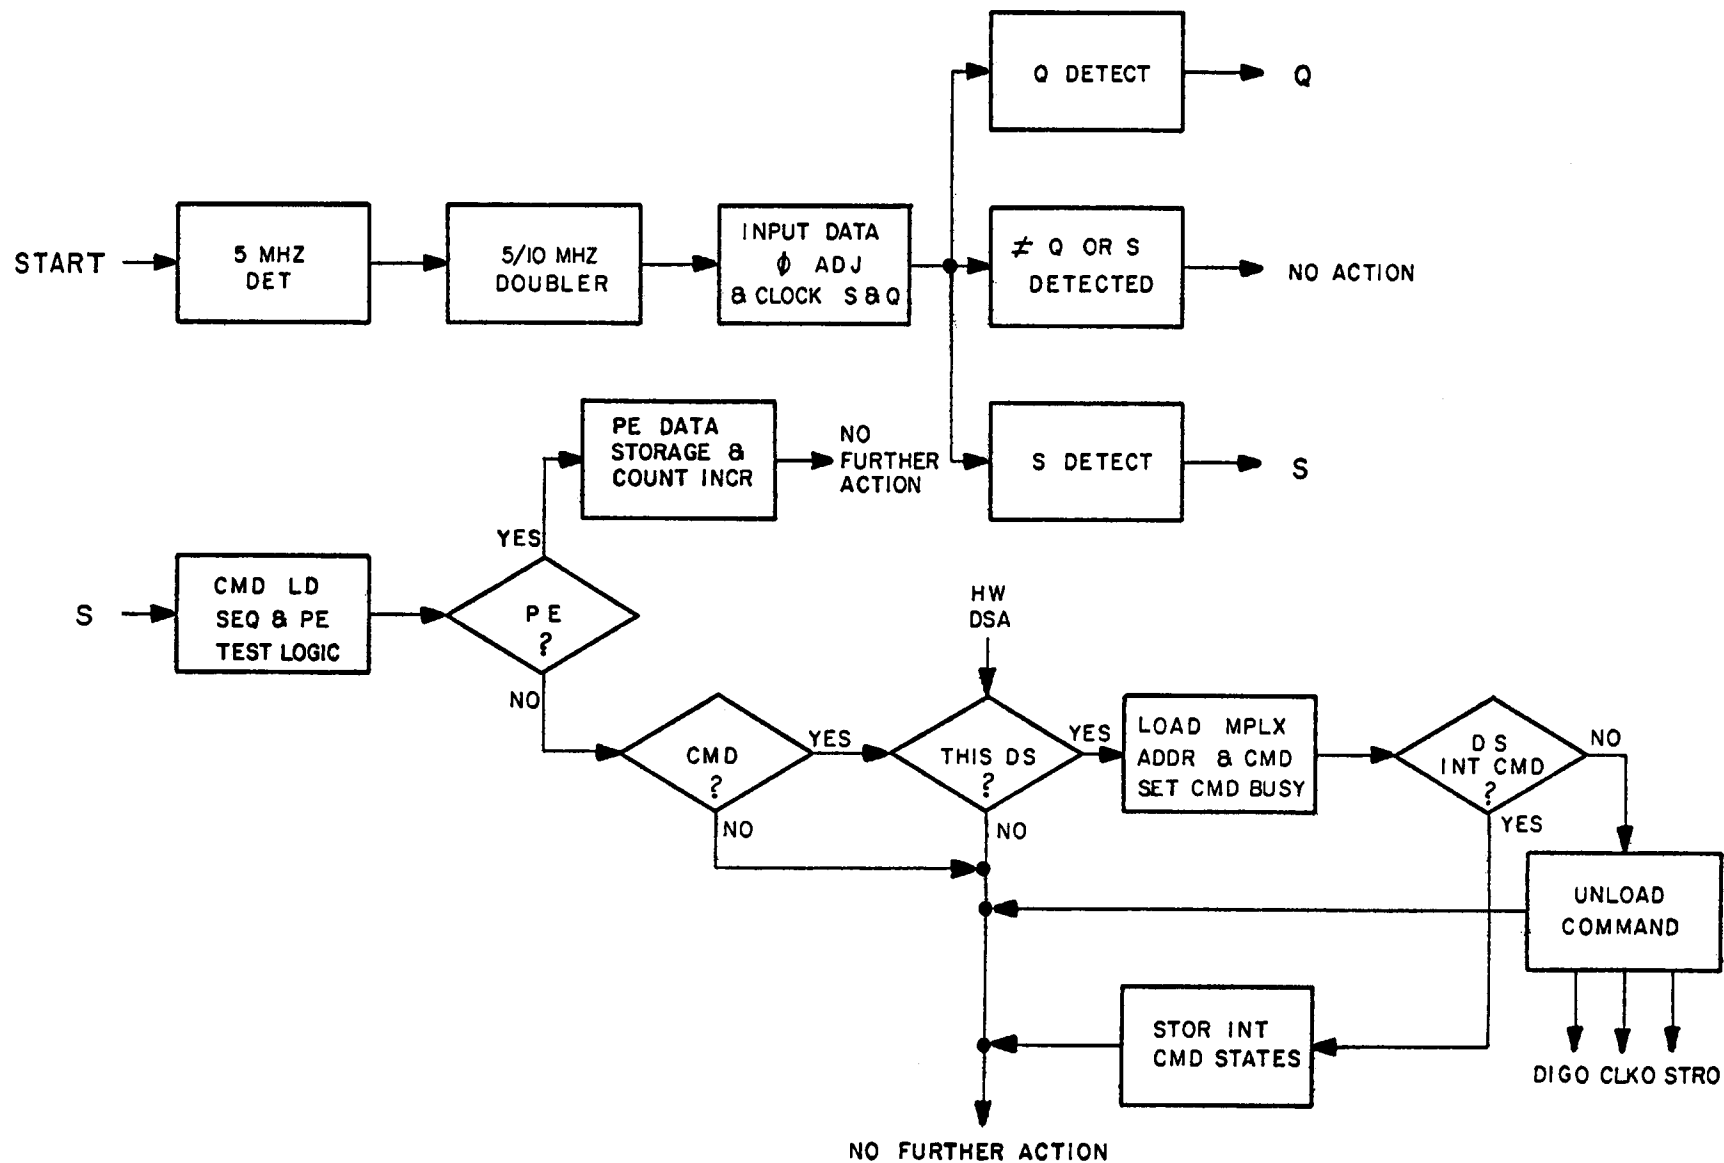 Q DETECT
Q
START
5 MHZ
DET
5/10 MHZ
DOUBLER
INPUT DATA
ϕ ADJ
& CLOCK S & Q
≠ Q OR S
DETECTED
NO ACTION
S DETECT
S
PE DATA
STORAGE &
COUNT INCR
NO
FURTHER
ACTION
YES
S
CMD LD
SEQ & PE
TEST LOGIC
PE
?
NO
HW
DSA
CMD
?
YES
NO
THIS DS
?
YES
NO
LOAD MPLX
ADDR & CMD
SET CMD BUSY
DS
INT CMD
?
NO
YES
UNLOAD
COMMAND
STOR INT
CMD STATES
DIGO CLKO STRO
NO FURTHER ACTION